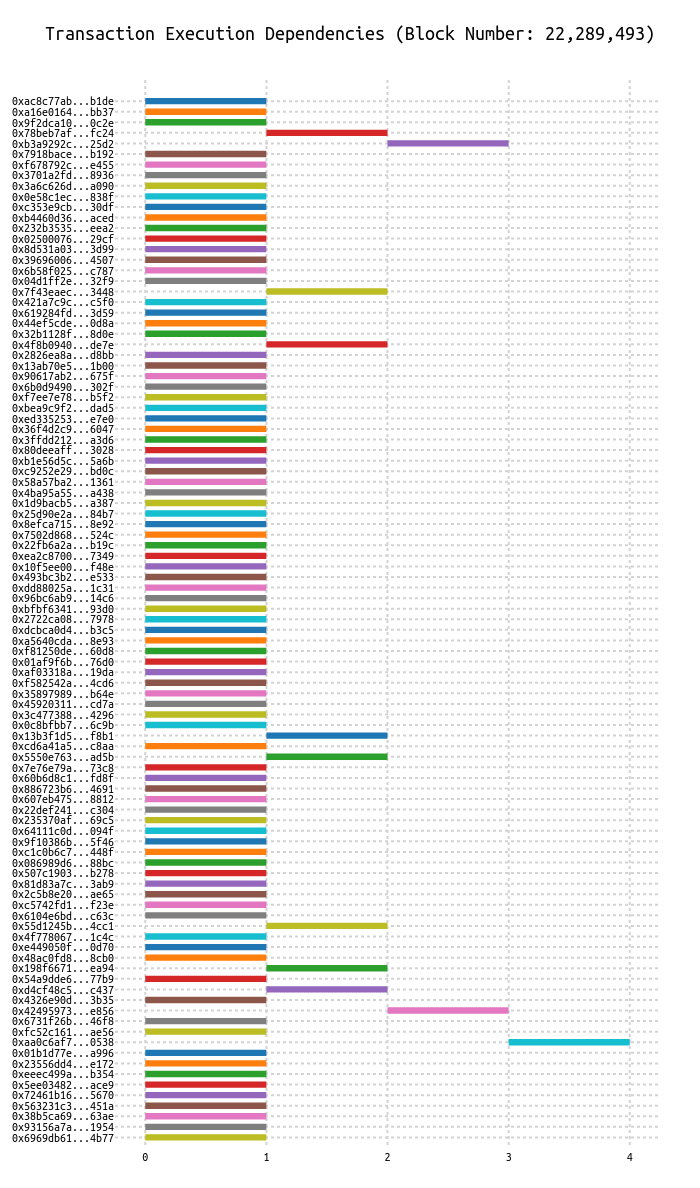 Transaction Execution Dependencies (Block Number: 22,289,493)
0xac8c77ab...b1de
0xa16e0164...bb37
0x9f2dca10...0c2e
0x78beb7af...fc24
0xb3a9292c...25d2
0x7918bace...b192
0xf678792c...e455
0x3701a2fd...8936
0x3a6c626d...a090
0x0e58c1ec...838f
0xc353e9cb...30df
0xb4460d36...aced
0x232b3535...eea2
0x02500076...29cf
0x8d531a03...3d99
0x39696006...4507
0x6b58f025...c787
0x04d1ff2e...32f9
0x7f43eaec...3448
0x421a7c9c...c5f0
0x619284fd...3d59
0x44ef5cde...0d8a
0x32b1128f...8d0e
0x4f8b0940...de7e
0x2826ea8a...d8bb
0x13ab70e5...1b00
0x90617ab2...675f
0x6b0d9490...302f
0xf7ee7e78...b5f2
0xbea9c9f2...dad5
0xed335253...e7e0
0x36f4d2c9...6047
0x3ffdd212...a3d6
0x80deeaff...3028
0xb1e56d5c...5a6b
0xc9252e29...bd0c
0x58a57ba2...1361
0x4ba95a55...a438
0x1d9bacb5...a387
0x25d90e2a...84b7
0x8efca715...8e92
0x7502d868...524c
0x22fb6a2a...b19c
0xea2c8700...7349
0x10f5ee00...f48e
0x493bc3b2...e533
0xdd88025a...1c31
0x96bc6ab9...14c6
0xbfbf6341...93d0
0x2722ca08...7978
0xdcbca0d4...b3c5
0xa5640cda...8e93
0xf81250de...60d8
0x01af9f6b...76d0
0xaf03318a...19da
0xf582542a...4cd6
0x35897989...b64e
0x45920311...cd7a
0x3c477388...4296
0x0c8bfbb7...6c9b
0x13b3f1d5...f8b1
0xcd6a41a5...c8aa
0x5550e763...ad5b
0x7e76e79a...73c8
0x60b6d8c1...fd8f
0x886723b6...4691
0x607eb475...8812
0x22def241...c304
0x235370af...69c5
0x64111c0d...094f
0x9f10386b...5f46
0xc1c0b6c7...448f
0x086989d6...88bc
0x507c1903...b278
0x81d83a7c...3ab9
0x2c5b8e20...ae65
0xc5742fd1...f23e
0x6104e6bd...c63c
0x55d1245b...4cc1
0x4f778067...1c4c
0xe449050f...0d70
0x48ac0fd8...8cb0
0x198f6671...ea94
0x54a9dde6...77b9
0xd4cf48c5...c437
0x4326e90d...3b35
0x42495973...e856
0x6731f26b...46f8
0xfc52c161...ae56
0xaa0c6af7...0538
0x01b1d77e...a996
0x23556dd4...e172
0xeeec499a...b354
0x5ee03482...ace9
0x72461b16...5670
0x563231c3...451a
0x38b5ca69...63ae
0x93156a7a...1954
0x6969db61...4b77
0 1 2 3 4